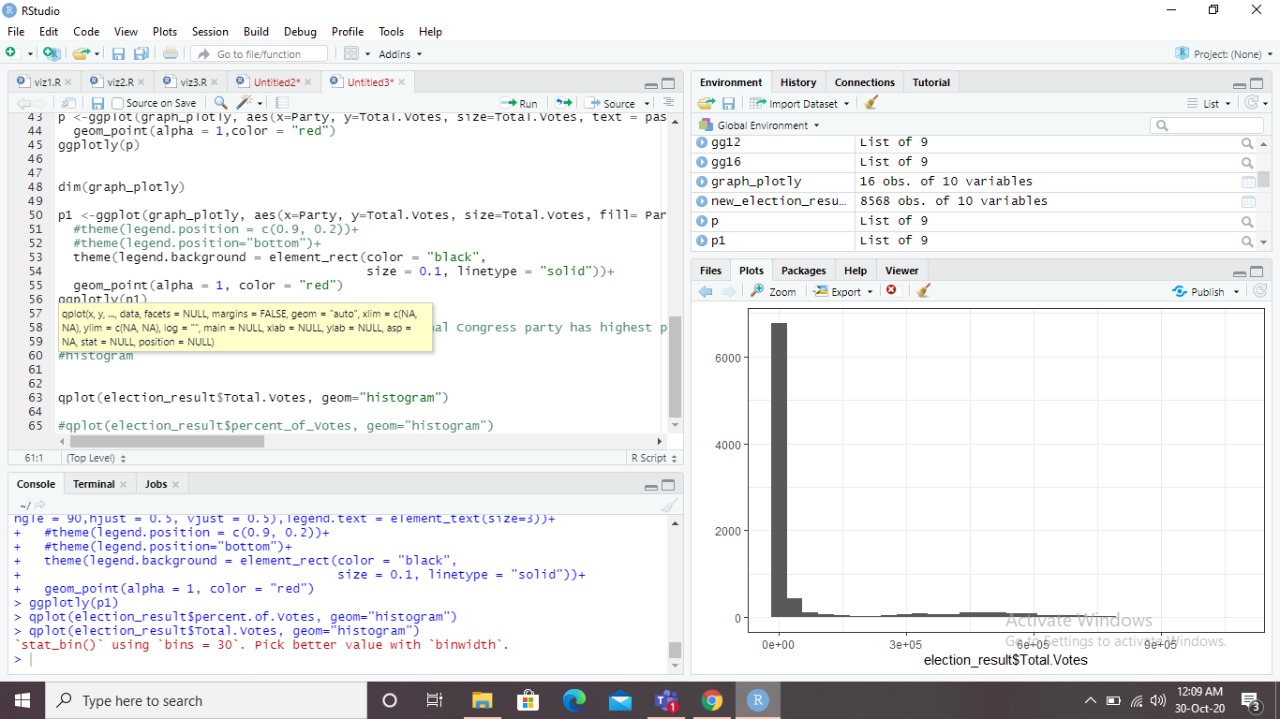 RStudio
File Edit Code View Plots Session Build Debug Profile Tools Help
Go to file/function Addins Project: (None)
viz1.R viz2.R viz3.R Untitled2* Untitled3*
Source on Save Run Source
43 p <-ggplot(graph_plotly, aes(x=Party, y=Total.Votes, size=Total.Votes, text = pas
44 geom_point(alpha = 1,color = "red")
45 ggplotly(p)
46
47
48 dim(graph_plotly)
49
50 p1 <-ggplot(graph_plotly, aes(x=Party, y=Total.Votes, size=Total.Votes, fill= Par
51 #theme(legend.position = c(0.9, 0.2))+
52 #theme(legend.position="bottom")+
53 theme(legend.background = element_rect(color = "black",
54 size = 0.1, linetype = "solid"))+
55 geom_point(alpha = 1, color = "red")
56 ggplotly(p1)
57
qplot(x, y, ..., data, facets = NULL, margins = FALSE, geom = "auto", xlim = c(NA,
NA), ylim = c(NA, NA), log = "", main = NULL, xlab = NULL, ylab = NULL, asp =
NA, stat = NULL, position = NULL)
58 al Congress party has highest p
59
60 #histogram
61
62
63 qplot(election_result$Total.Votes, geom="histogram")
64
65 #qplot(election_result$percent_of_Votes, geom="histogram")
61:1 (Top Level) R Script
Console Terminal Jobs
~/
ngle = 90,hjust = 0.5, vjust = 0.5),legend.text = element_text(size=3))+
+ #theme(legend.position = c(0.9, 0.2))+
+ #theme(legend.position="bottom")+
+ theme(legend.background = element_rect(color = "black",
+ size = 0.1, linetype = "solid"))+
+ geom_point(alpha = 1, color = "red")
> ggplotly(p1)
> qplot(election_result$percent.of.Votes, geom="histogram")
> qplot(election_result$Total.Votes, geom="histogram")
`stat_bin()` using `bins = 30`. Pick better value with `binwidth`.
>
Environment History Connections Tutorial
Import Dataset List
Global Environment
gg12 List of 9
gg16 List of 9
graph_plotly 16 obs. of 10 variables
new_election_resu... 8568 obs. of 10 variables
p List of 9
p1 List of 9
Files Plots Packages Help Viewer
Zoom Export Publish
6000
4000
2000
0
0e+00 3e+05 6e+05 9e+05
election_result$Total.Votes
Activate Windows
Go to Settings to activate Windows.
Type here to search
1
12:09 AM
30-Oct-20
3